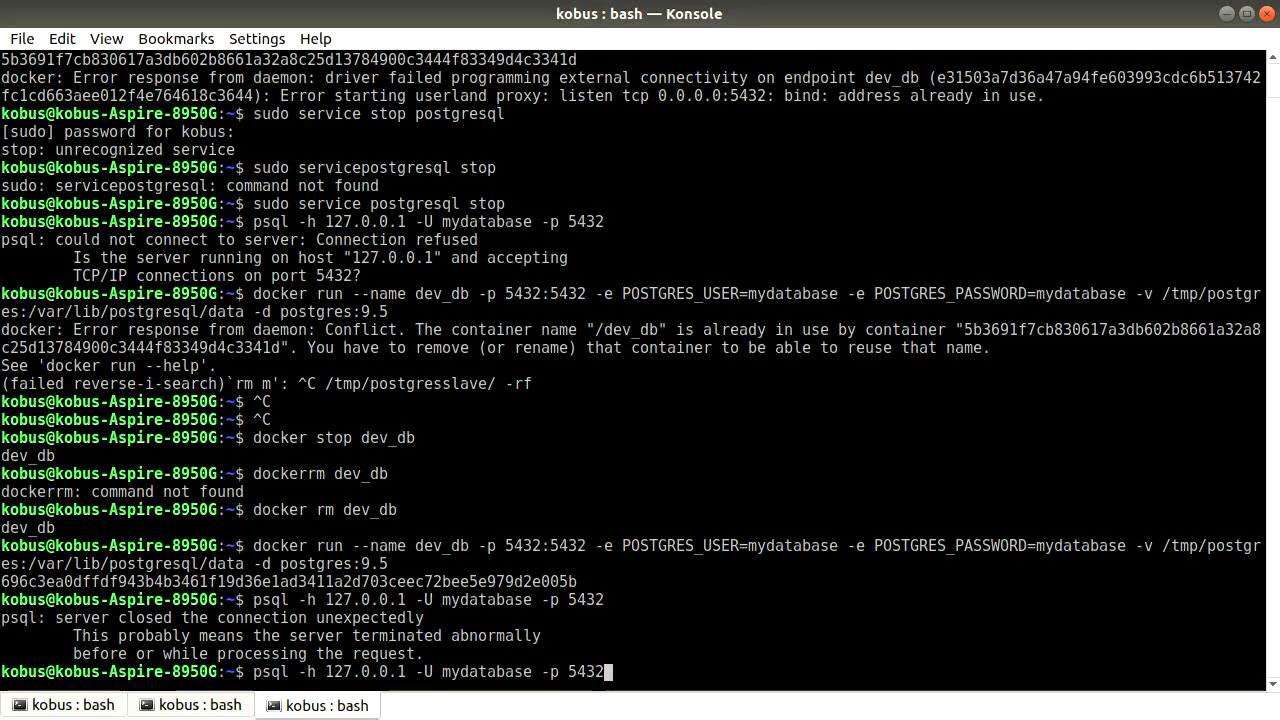 kobus : bash — Konsole
File Edit View Bookmarks Settings Help
5b3691f7cb830617a3db602b8661a32a8c25d13784900c3444f83349d4c3341d
docker: Error response from daemon: driver failed programming external connectivity on endpoint dev_db (e31503a7d36a47a94fe603993cdc6b513742
fc1cd663aee012f4e764618c3644): Error starting userland proxy: listen tcp 0.0.0.0:5432: bind: address already in use.
kobus@kobus-Aspire-8950G:~$ sudo service stop postgresql
[sudo] password for kobus:
stop: unrecognized service
kobus@kobus-Aspire-8950G:~$ sudo servicepostgresql stop
sudo: servicepostgresql: command not found
kobus@kobus-Aspire-8950G:~$ sudo service postgresql stop
kobus@kobus-Aspire-8950G:~$ psql -h 127.0.0.1 -U mydatabase -p 5432
psql: could not connect to server: Connection refused
Is the server running on host "127.0.0.1" and accepting
TCP/IP connections on port 5432?
kobus@kobus-Aspire-8950G:~$ docker run --name dev_db -p 5432:5432 -e POSTGRES_USER=mydatabase -e POSTGRES_PASSWORD=mydatabase -v /tmp/postgr
es:/var/lib/postgresql/data -d postgres:9.5
docker: Error response from daemon: Conflict. The container name "/dev_db" is already in use by container "5b3691f7cb830617a3db602b8661a32a8
c25d13784900c3444f83349d4c3341d". You have to remove (or rename) that container to be able to reuse that name.
See 'docker run --help'.
(failed reverse-i-search)`rm m': ^C /tmp/postgresslave/ -rf
kobus@kobus-Aspire-8950G:~$ ^C
kobus@kobus-Aspire-8950G:~$ ^C
kobus@kobus-Aspire-8950G:~$ docker stop dev_db
dev_db
kobus@kobus-Aspire-8950G:~$ dockerrm dev_db
dockerrm: command not found
kobus@kobus-Aspire-8950G:~$ docker rm dev_db
dev_db
kobus@kobus-Aspire-8950G:~$ docker run --name dev_db -p 5432:5432 -e POSTGRES_USER=mydatabase -e POSTGRES_PASSWORD=mydatabase -v /tmp/postgr
es:/var/lib/postgresql/data -d postgres:9.5
696c3ea0dffdf943b4b3461f19d36e1ad3411a2d703ceec72bee5e979d2e005b
kobus@kobus-Aspire-8950G:~$ psql -h 127.0.0.1 -U mydatabase -p 5432
psql: server closed the connection unexpectedly
This probably means the server terminated abnormally
before or while processing the request.
kobus@kobus-Aspire-8950G:~$ psql -h 127.0.0.1 -U mydatabase -p 5432
kobus : bash kobus : bash kobus : bash